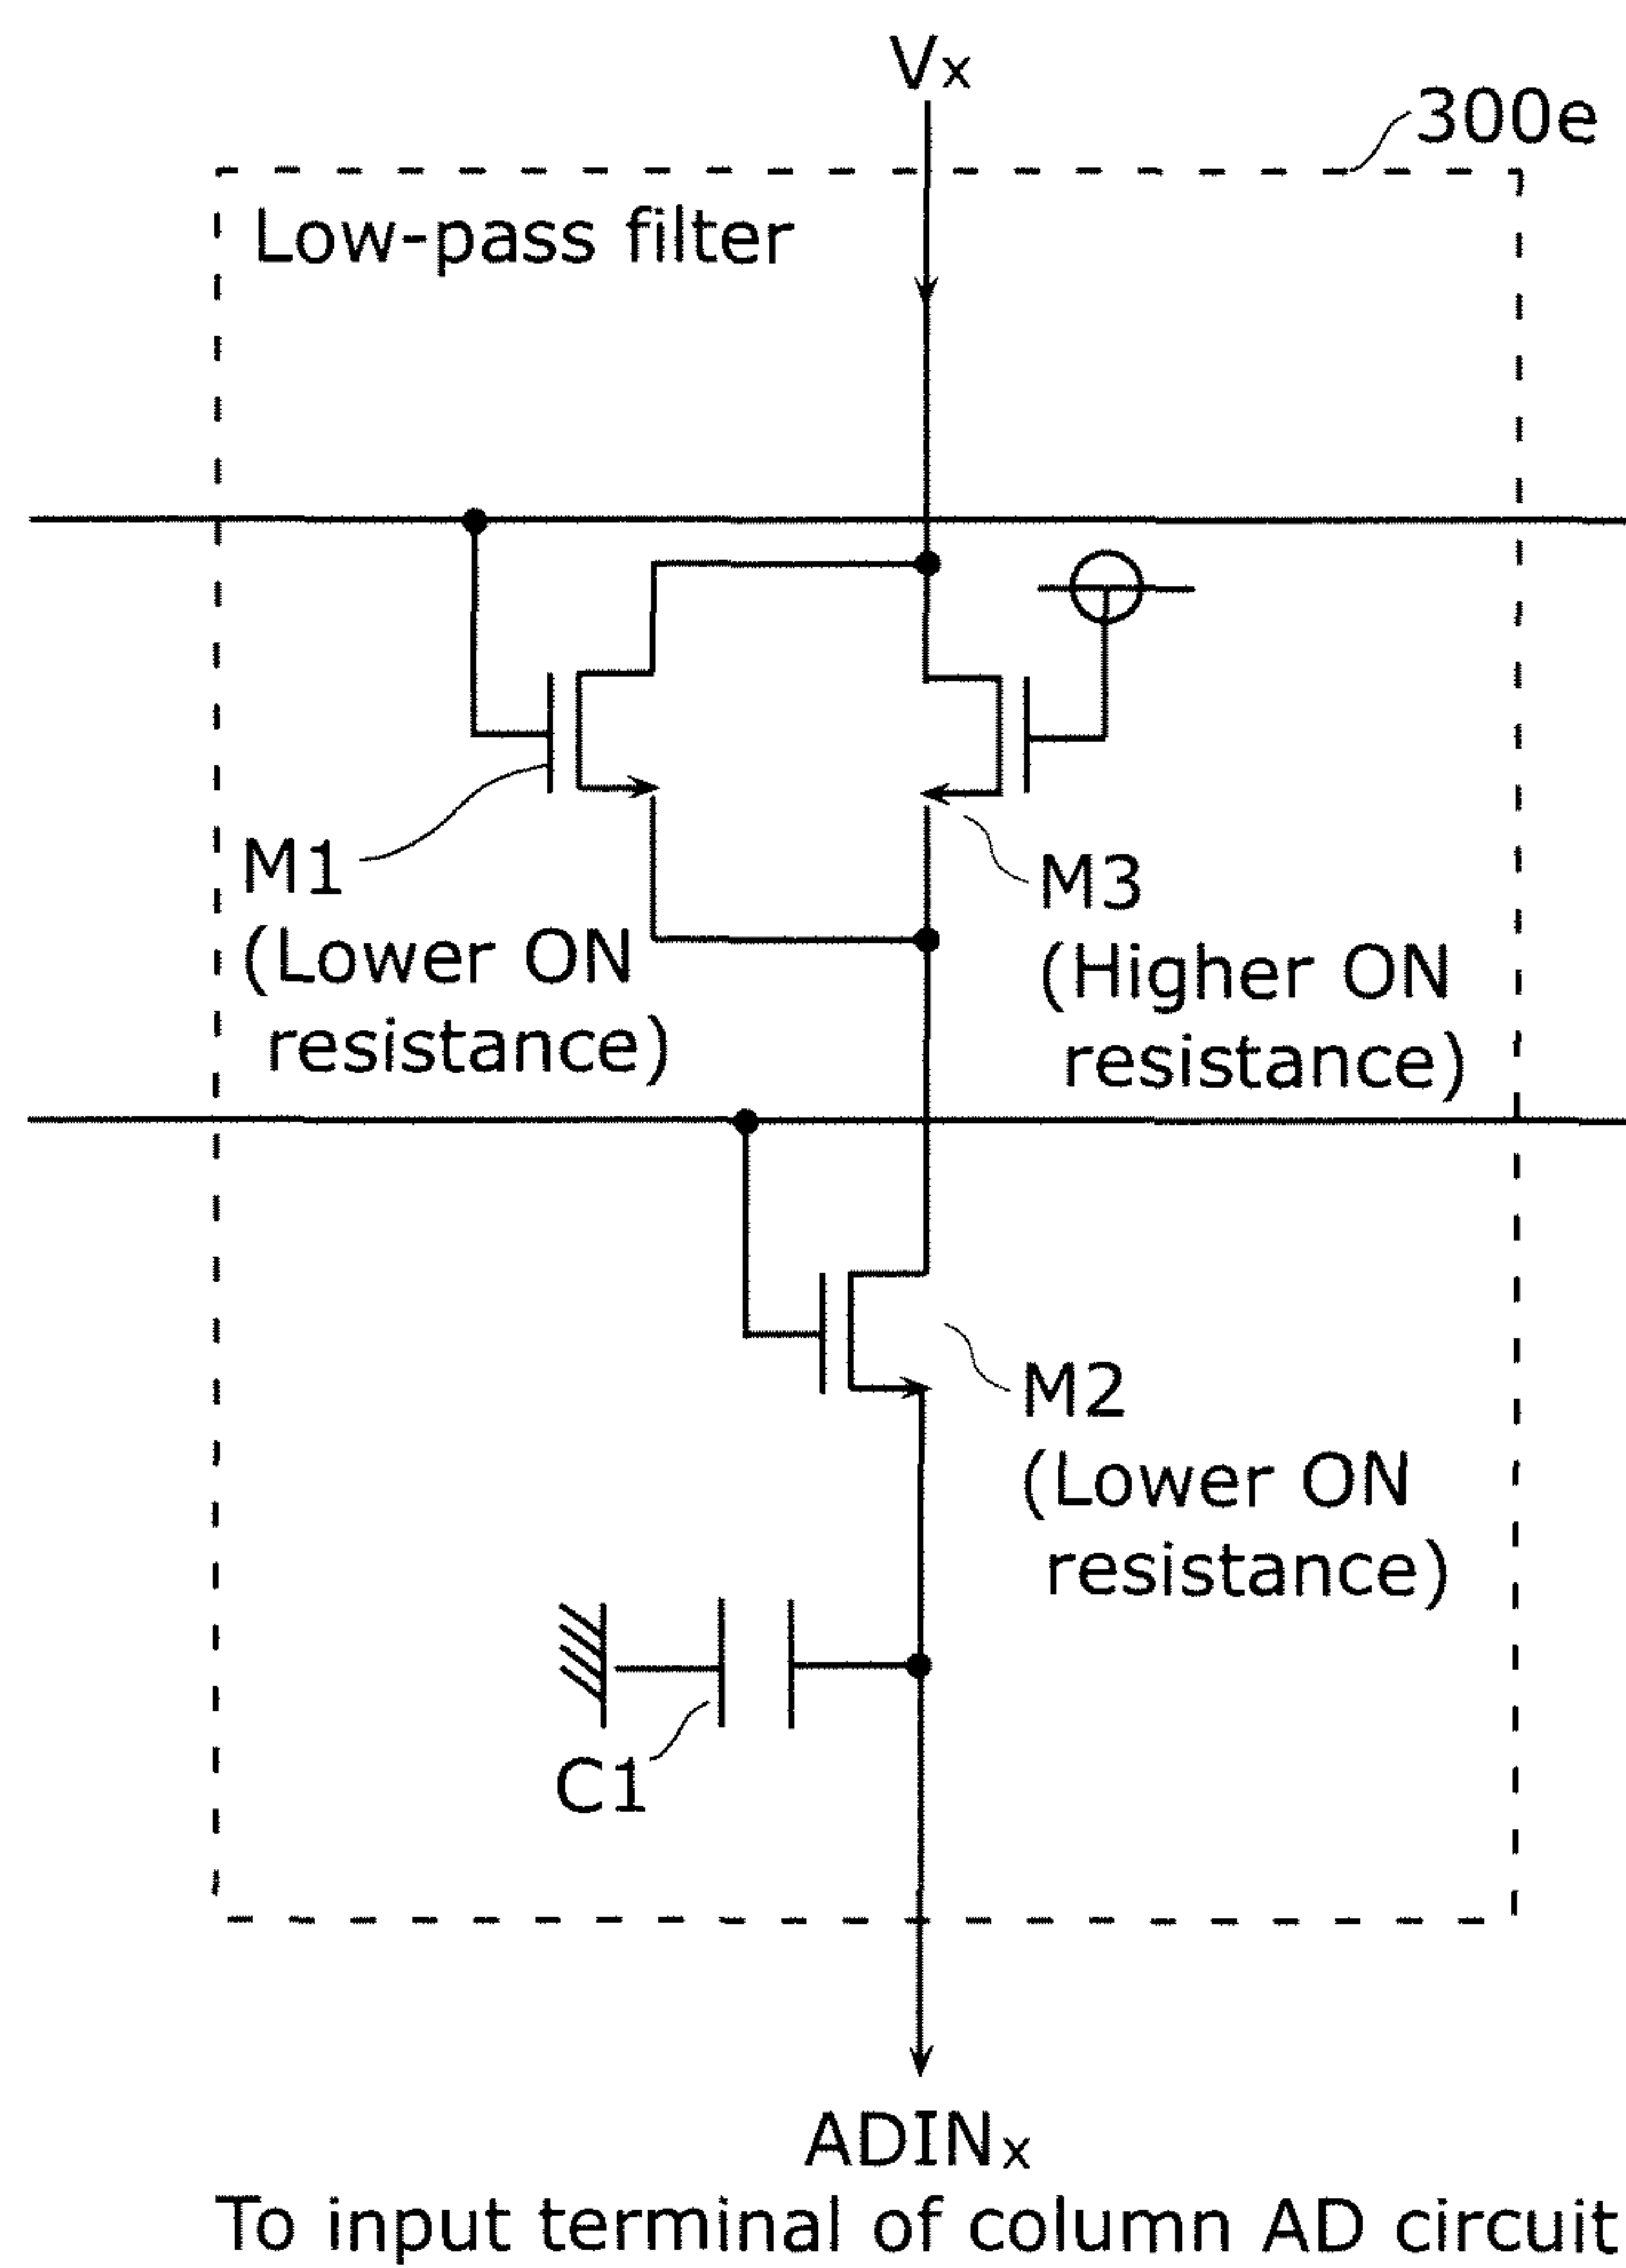 Vx
300e
Low-pass filter
M1
(Lower ON
resistance)
M3
(Higher ON
resistance)
M2
(Lower ON
resistance)
C1
ADINx
To input terminal of column AD circuit